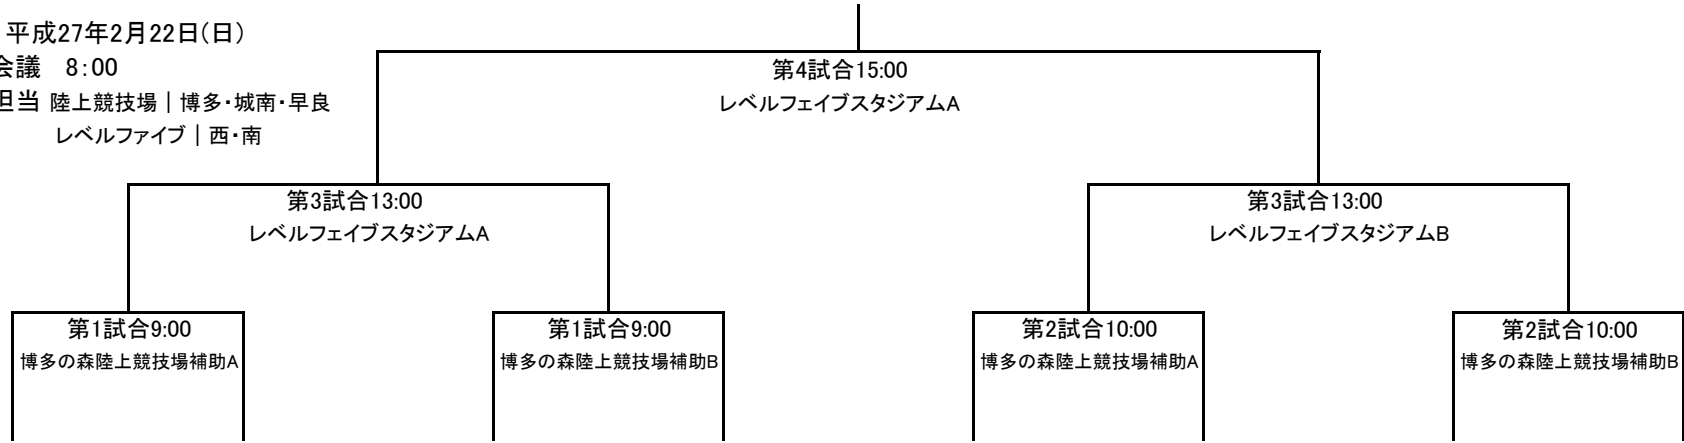 平成27年2月22日(日)
会議 8:00
担当 陸上競技場|博多・城南・早良
レベルファイブ|西・南
第4試合15:00
レベルフェイブスタジアムA
第3試合13:00
レベルフェイブスタジアムA
第3試合13:00
レベルフェイブスタジアムB
第1試合9:00
博多の森陸上競技場補助A
第1試合9:00
博多の森陸上競技場補助B
第2試合10:00
博多の森陸上競技場補助A
第2試合10:00
博多の森陸上競技場補助B